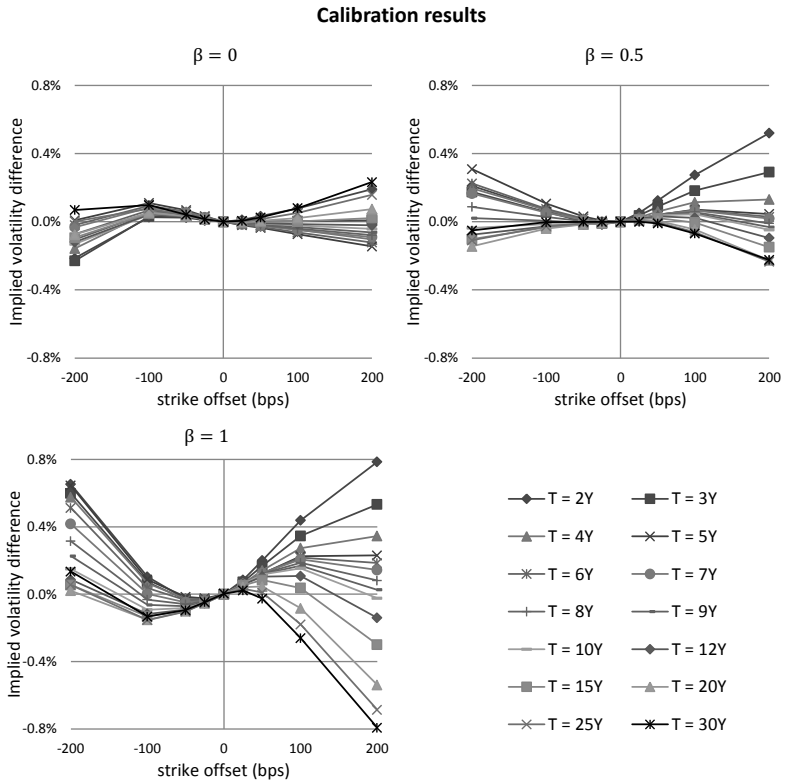 Calibration results
β = 0
Implied volatility difference
0.8%
0.4%
0.0%
-0.4%
-0.8%
-200 -100 0 100 200
strike offset (bps)
β = 0.5
Implied volatility difference
0.8%
0.4%
0.0%
-0.4%
-0.8%
-200 -100 0 100 200
strike offset (bps)
β = 1
Implied volatility difference
0.8%
0.4%
0.0%
-0.4%
-0.8%
-200 -100 0 100 200
strike offset (bps)
T = 2Y T = 3Y
T = 4Y T = 5Y
T = 6Y T = 7Y
T = 8Y T = 9Y
T = 10Y T = 12Y
T = 15Y T = 20Y
T = 25Y T = 30Y